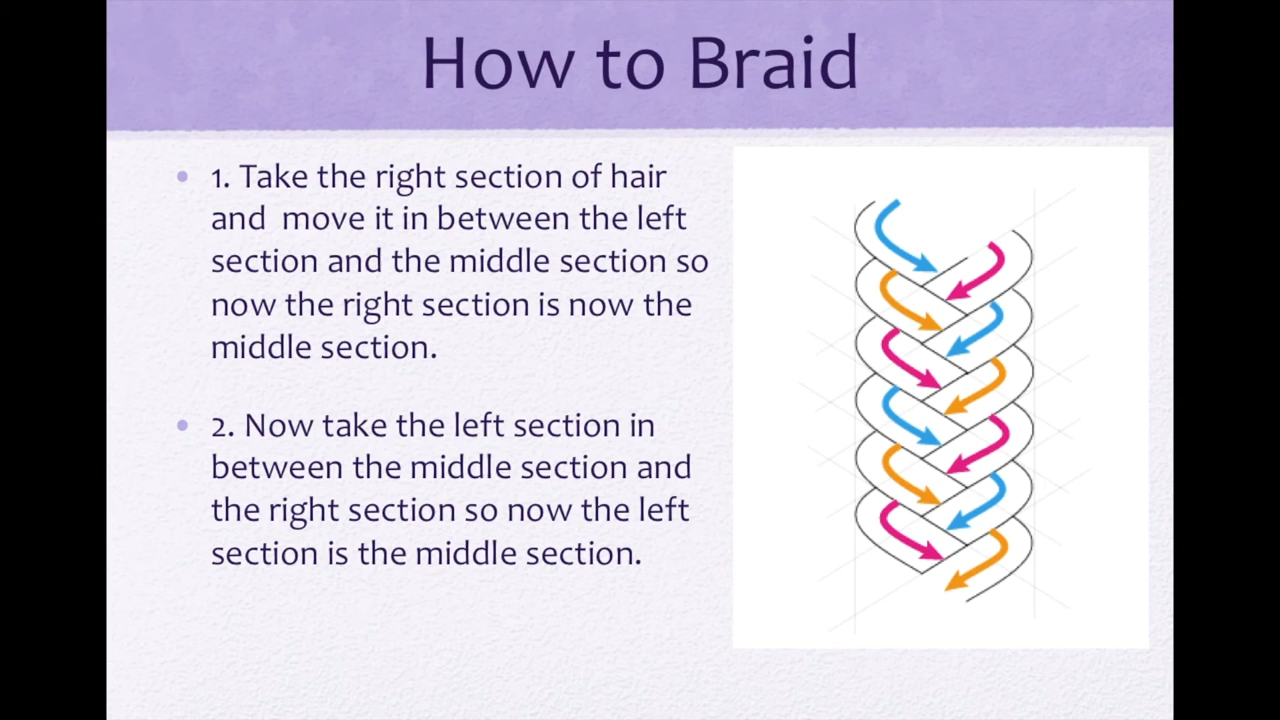 How to Braid
• 1. Take the right section of hair
and  move it in between the left
section and the middle section so
now the right section is now the
middle section.
• 2. Now take the left section in
between the middle section and
the right section so now the left
section is the middle section.